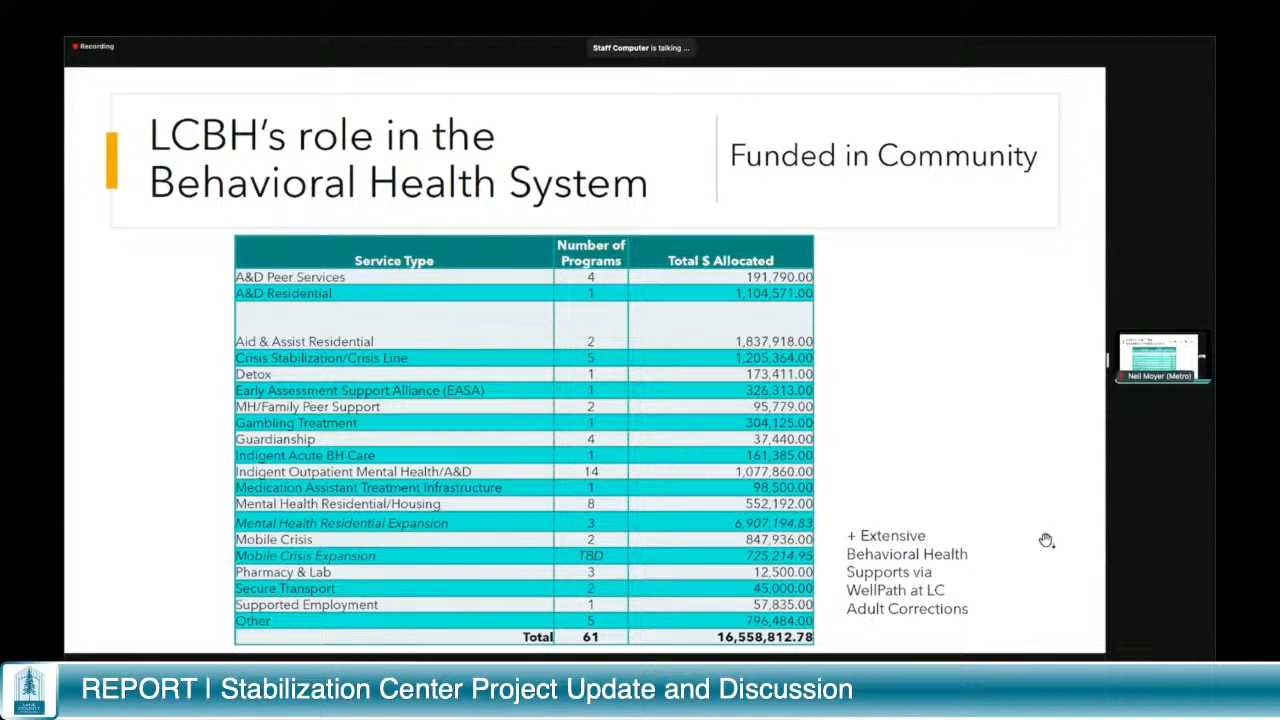 Recording
Staff Computer is talking ...
LCBH's role in the
Behavioral Health System
Funded in Community
Service Type Number of Programs Total $ Allocated
A&D Peer Services 4 191,790.00
A&D Residential 1 1,104,571.00
Aid & Assist Residential 2 1,837,918.00
Crisis Stabilization/Crisis Line 5 1,205,364.00
Detox 1 173,411.00
Early Assessment Support Alliance (EASA) 1 326,313.00
MH/Family Peer Support 2 95,779.00
Gambling Treatment 1 304,125.00
Guardianship 4 37,440.00
Indigent Acute BH Care 1 161,385.00
Indigent Outpatient Mental Health/A&D 14 1,077,860.00
Medication Assistant Treatment Infrastructure 1 98,500.00
Mental Health Residential/Housing 8 552,192.00
Mental Health Residential Expansion 3 6,907,194.83
Mobile Crisis 2 847,936.00
Mobile Crisis Expansion TBD 725,214.95
Pharmacy & Lab 3 12,500.00
Secure Transport 2 45,000.00
Supported Employment 1 57,835.00
Other 5 796,484.00
Total 61 16,558,812.78
+ Extensive
Behavioral Health
Supports via
WellPath at LC
Adult Corrections
Neil Moyer (Metro)
LANE
COUNTY
REPORT | Stabilization Center Project Update and Discussion